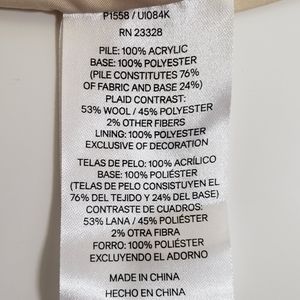 P1558 / UI084K
RN 23328
PILE: 100% ACRYLIC
BASE: 100% POLYESTER
(PILE CONSTITUTES 76%
OF FABRIC AND BASE 24%)
PLAID CONTRAST:
53% WOOL / 45% POLYESTER
2% OTHER FIBERS
LINING: 100% POLYESTER
EXCLUSIVE OF DECORATION
TELAS DE PELO: 100% ACRÍLICO
BASE: 100% POLIÉSTER
(TELAS DE PELO CONSTITUYEN EL
76% DEL TEJIDO Y 24% DEL BASE)
CONTRASTE DE CUADROS:
53% LANA / 45% POLIÉSTER
2% OTRA FIBRA
FORRO: 100% POLIÉSTER
EXCLUYENDO EL ADORNO
MADE IN CHINA
HECHO EN CHINA